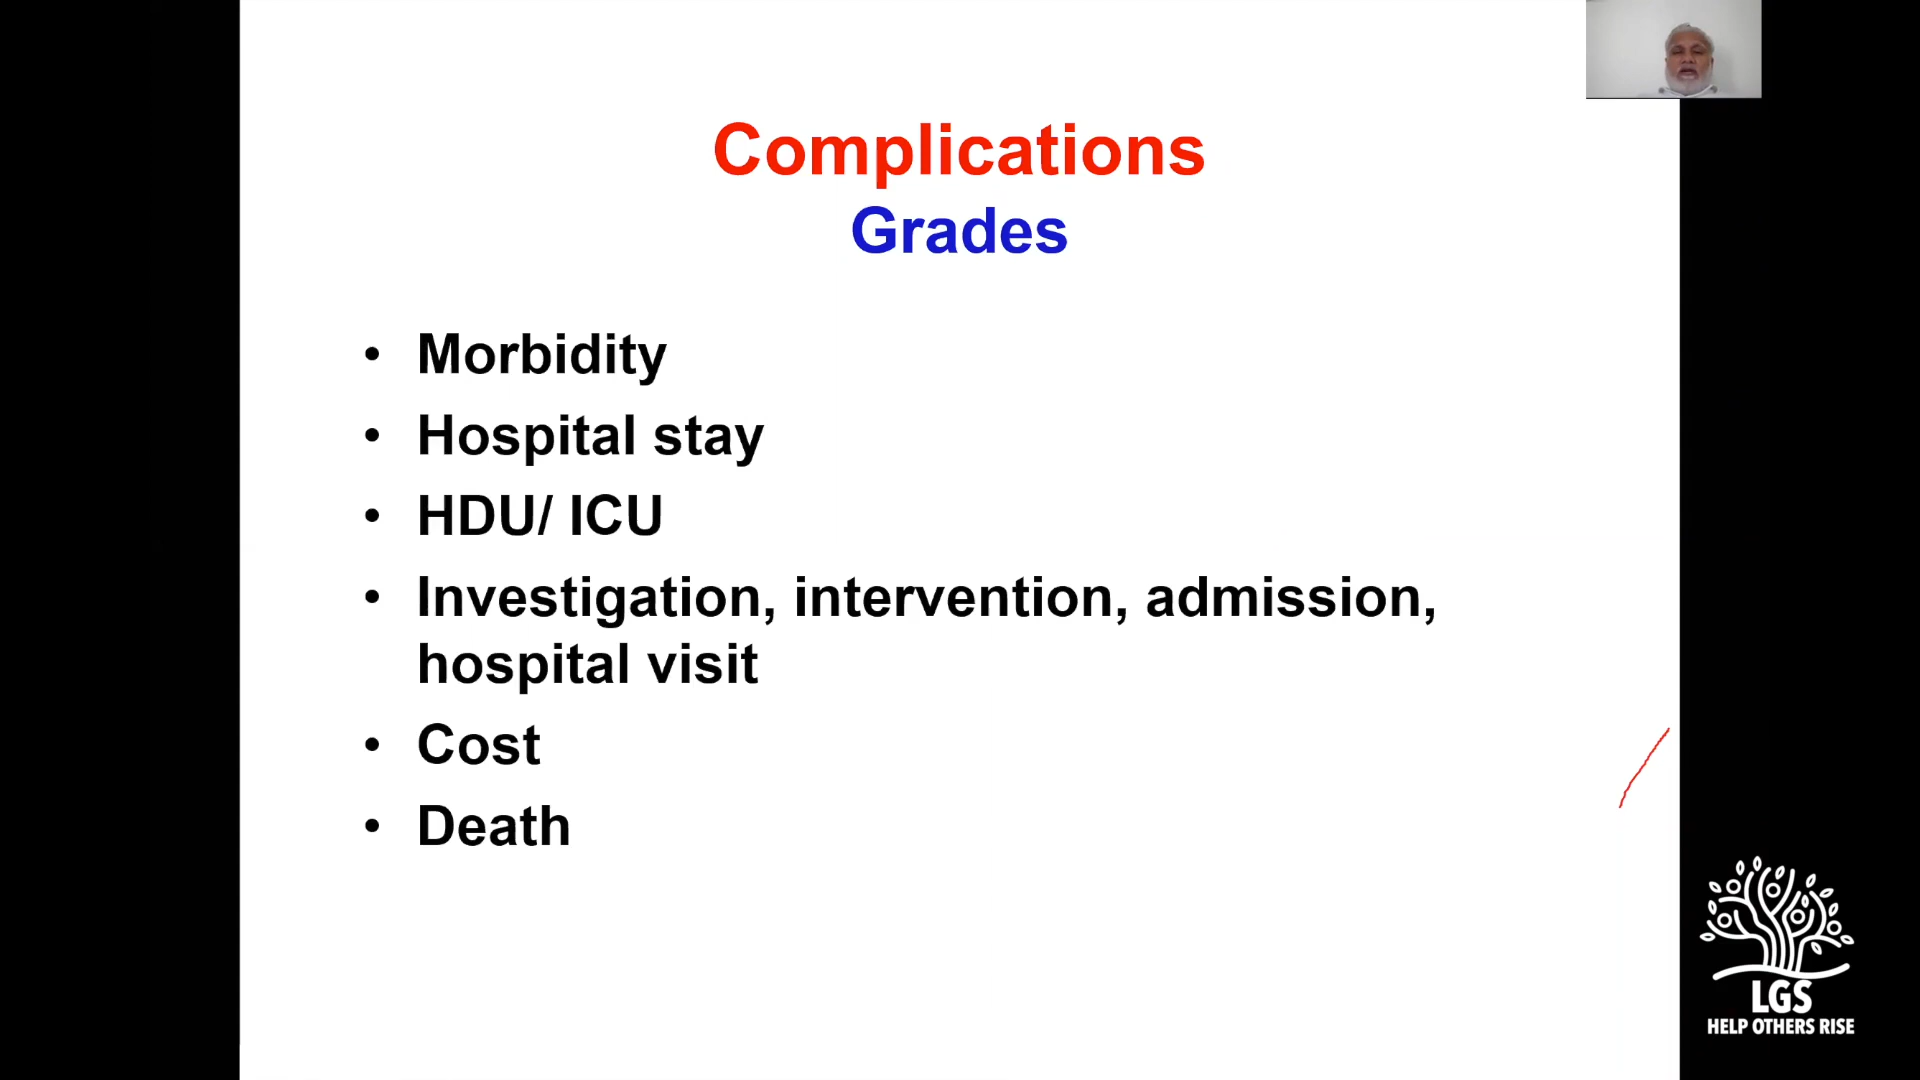 Complications
Grades
• Morbidity
• Hospital stay
• HDU/ ICU
• Investigation, intervention, admission,
hospital visit
• Cost
• Death
LGS
HELP OTHERS RISE